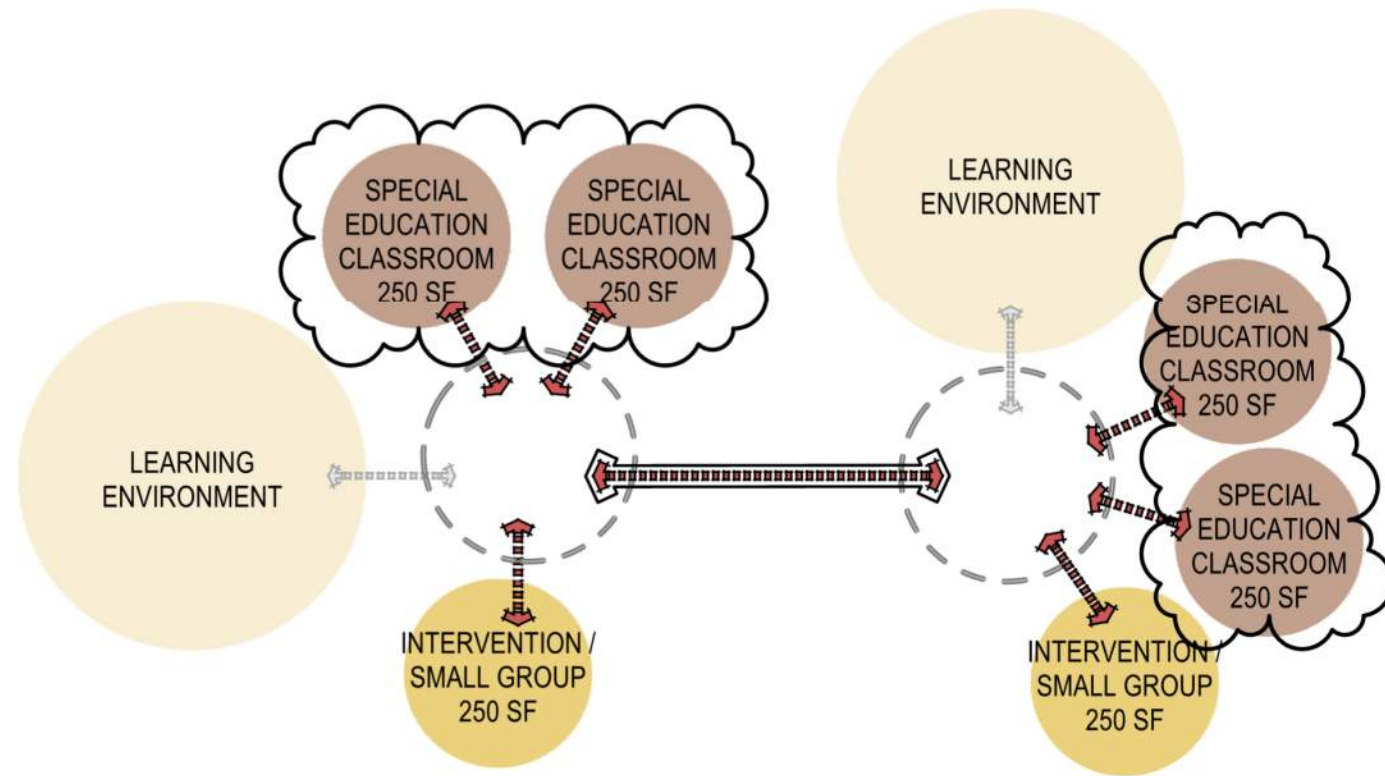 SPECIAL
EDUCATION
CLASSROOM
250 SF
SPECIAL
EDUCATION
CLASSROOM
250 SF
LEARNING
ENVIRONMENT
LEARNING
ENVIRONMENT
SPECIAL
EDUCATION
CLASSROOM
250 SF
SPECIAL
EDUCATION
CLASSROOM
250 SF
INTERVENTION /
SMALL GROUP
250 SF
INTERVENTION /
SMALL GROUP
250 SF